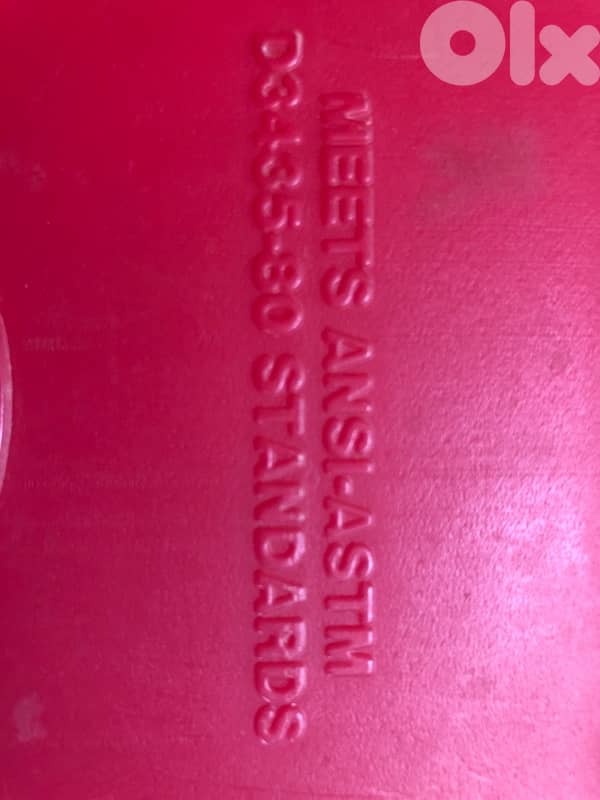 MEETS ANSI-ASTM
D3435-80 STANDARDS
Olx